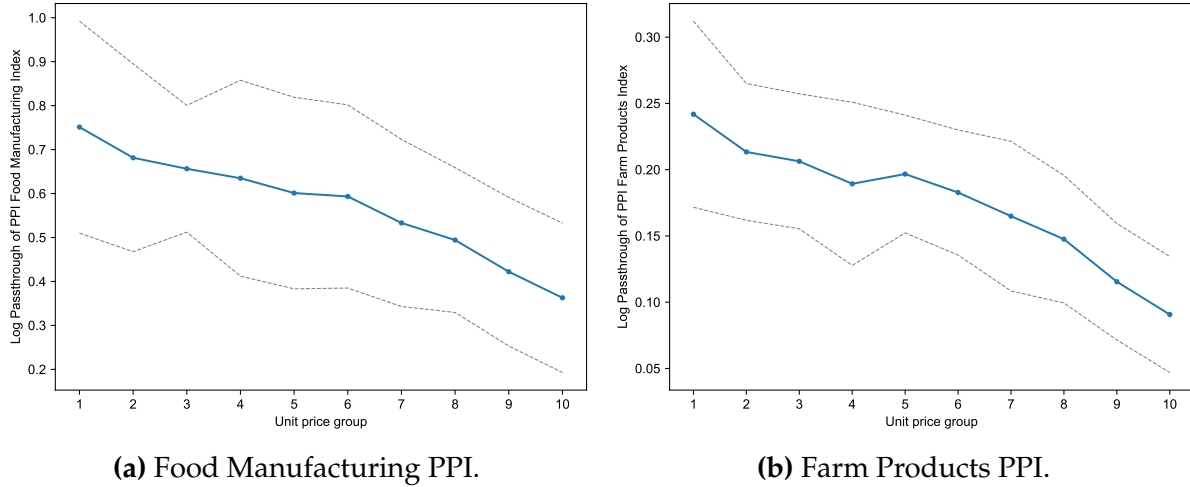 1.0
0.9
0.8
0.7
0.6
0.5
0.4
0.3
0.2
Log Passthrough of PPI Food Manufacturing Index
1 2 3 4 5 6 7 8 9 10
Unit price group
(a) Food Manufacturing PPI.
0.30
0.25
0.20
0.15
0.10
0.05
Log Passthrough of PPI Farm Products Index
1 2 3 4 5 6 7 8 9 10
Unit price group
(b) Farm Products PPI.